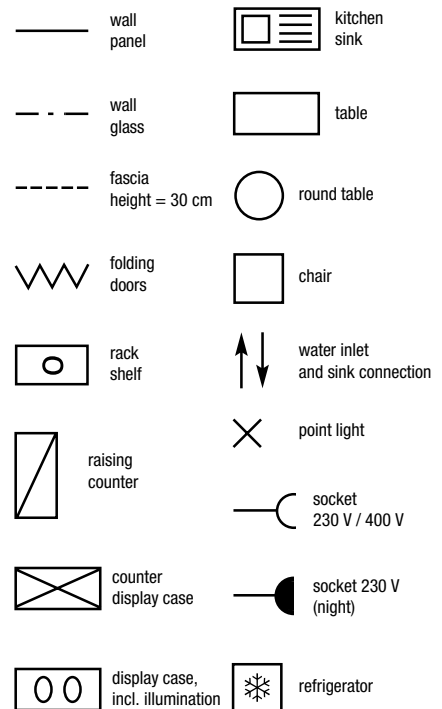 wall
panel
wall
glass
fascia
height = 30 cm
folding
doors
rack
shelf
raising
counter
counter
display case
display case,
incl. illumination
kitchen
sink
table
round table
chair
water inlet
and sink connection
point light
socket
230 V / 400 V
socket 230 V
(night)
refrigerator